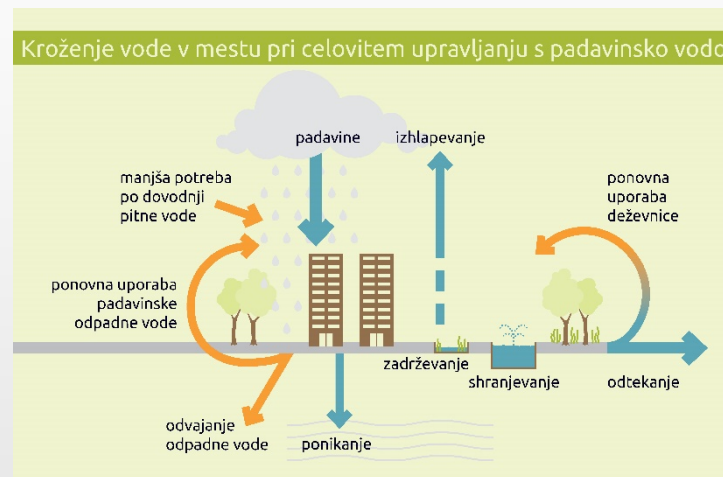 Kroženje vode v mestu pri celovitem upravljanju s padavinsko vodo
padavine
izhlapevanje
manjša potreba
po dovodnji
pitne vode
ponovna
uporaba
deževnice
ponovna uporaba
padavinske
odpadne vode
zadrževanje
shranjevanje
odtekanje
odvajanje
odpadne vode
ponikanje